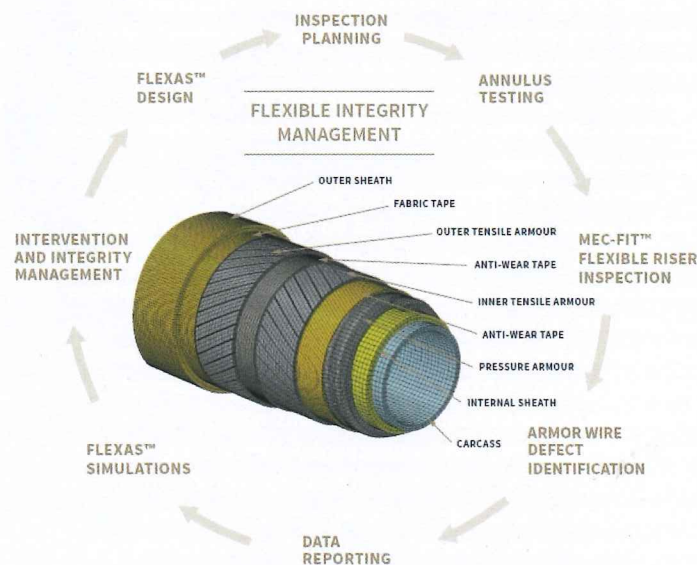 INSPECTION
PLANNING
FLEXAS™
DESIGN
ANNULUS
TESTING
FLEXIBLE INTEGRITY
MANAGEMENT
OUTER SHEATH
FABRIC TAPE
OUTER TENSILE ARMOUR
ANTI-WEAR TAPE
INNER TENSILE ARMOUR
ANTI-WEAR TAPE
PRESSURE ARMOUR
INTERNAL SHEATH
CARCASS
INTERVENTION
AND INTEGRITY
MANAGEMENT
MEC-FIT™
FLEXIBLE RISER
INSPECTION
FLEXAS™
SIMULATIONS
ARMOR WIRE
DEFECT
IDENTIFICATION
DATA
REPORTING